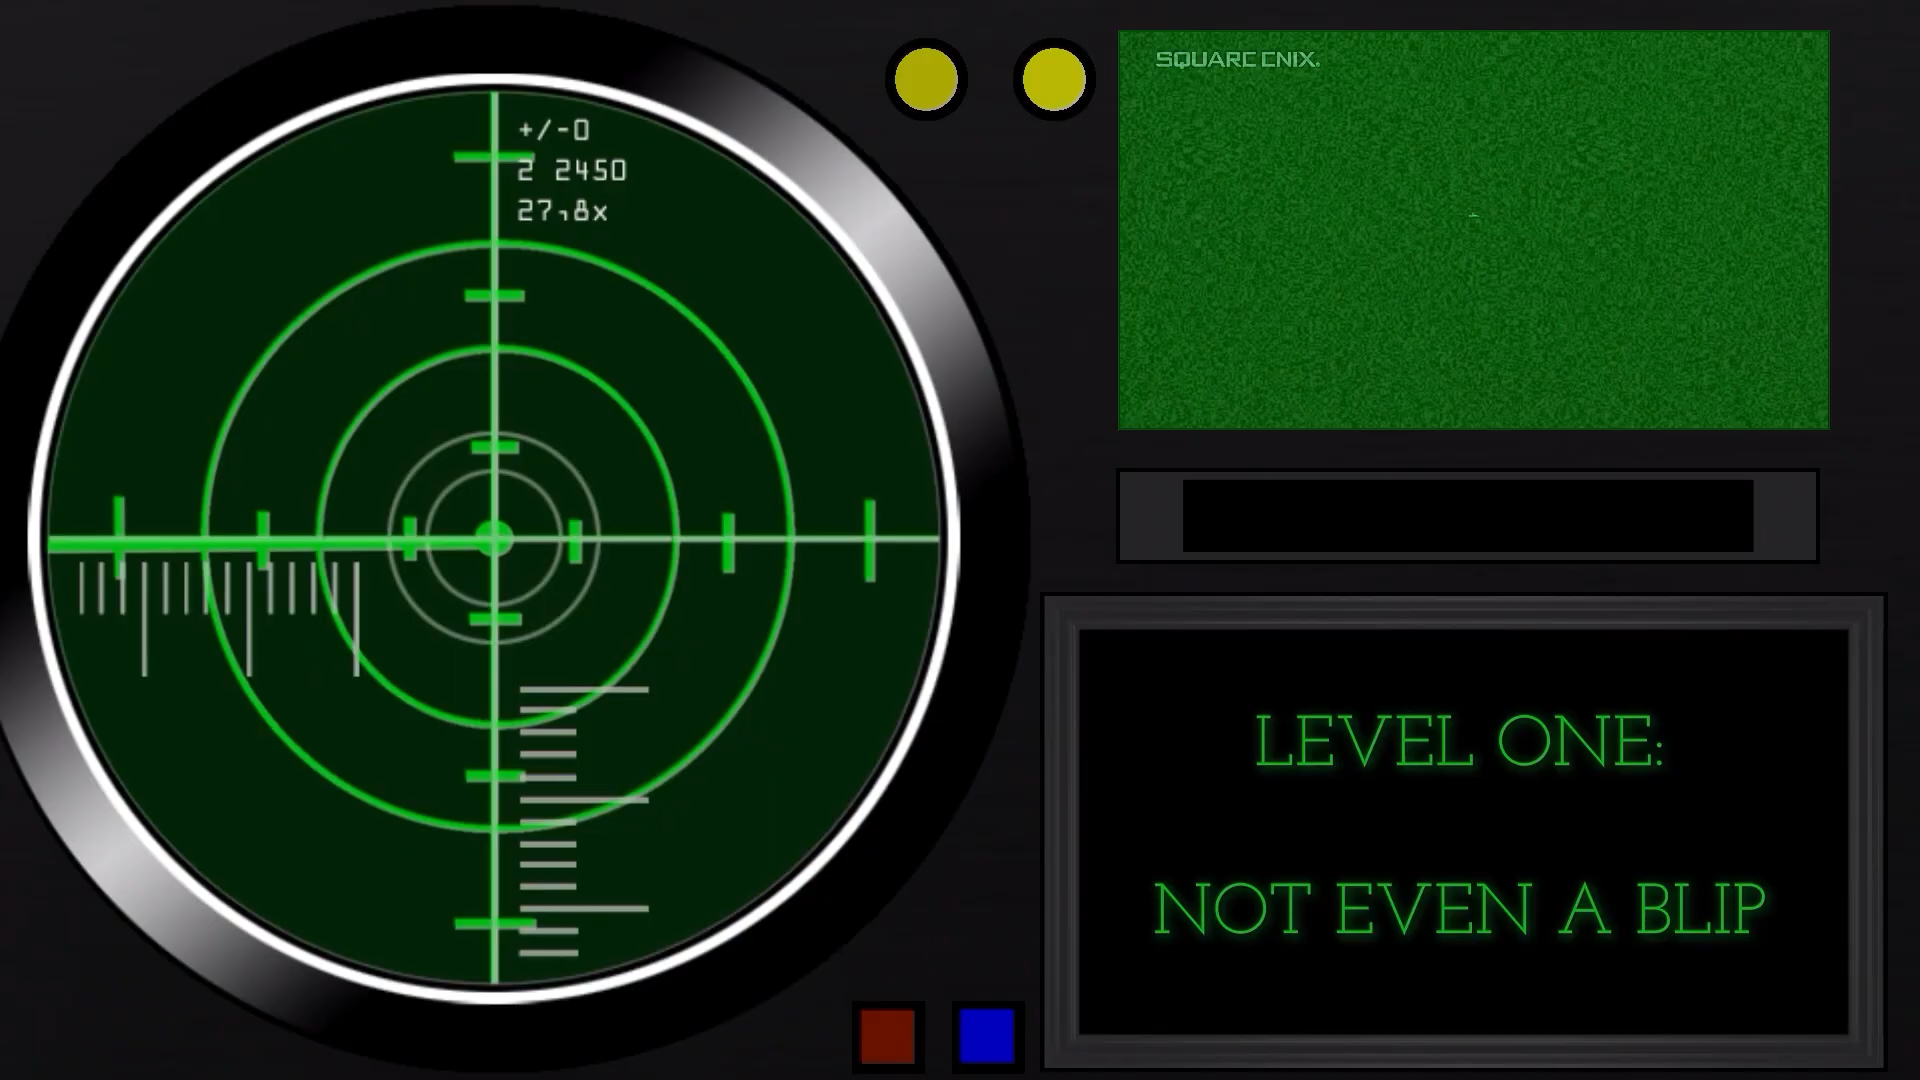 +/-0
2 2450
27,8x
SQUARE ENIX.
LEVEL ONE:
NOT EVEN A BLIP